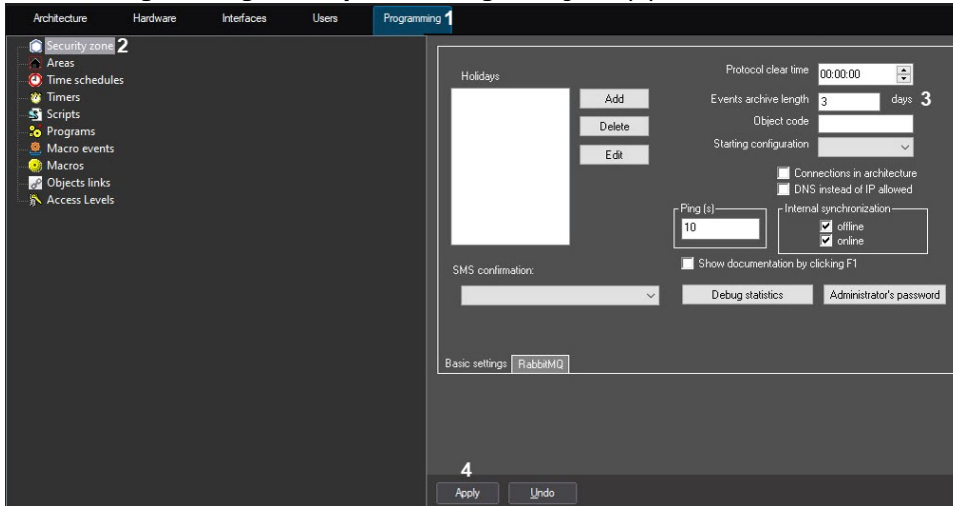 Architecture Hardware Interfaces Users Programming 1
Security zone 2
Areas
Time schedules
Timers
Scripts
Programs
Macro events
Macros
Objects links
Access Levels
Holidays
Add
Delete
Edit
SMS confirmation:
Protocol clear time 00:00:00
Events archive length 3 days 3
Object code
Starting configuration
Connections in architecture
DNS instead of IP allowed
Ping (s)
10
Internal synchronization
offline
online
Show documentation by clicking F1
Debug statistics Administrator's password
Basic settings RabbitMQ
4
Apply Undo